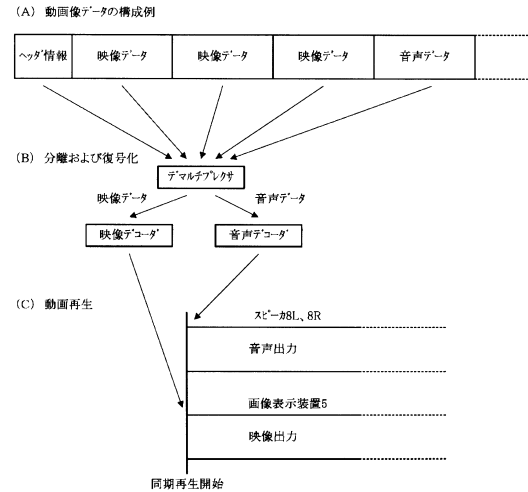 (A) 動画像データの構成例
ﾍｯﾀﾞ情報 映像データ 映像データ 映像データ 音声データ
(B) 分離および復号化
ﾃﾞﾏﾙﾁﾌﾟﾚｸｻ
映像データ 音声データ
映像ﾃﾞｺｰﾀﾞ 音声ﾃﾞｺｰﾀﾞ
(C) 動画再生
ｽﾋﾟｰｶ8L、8R
音声出力
画像表示装置5
映像出力
同期再生開始